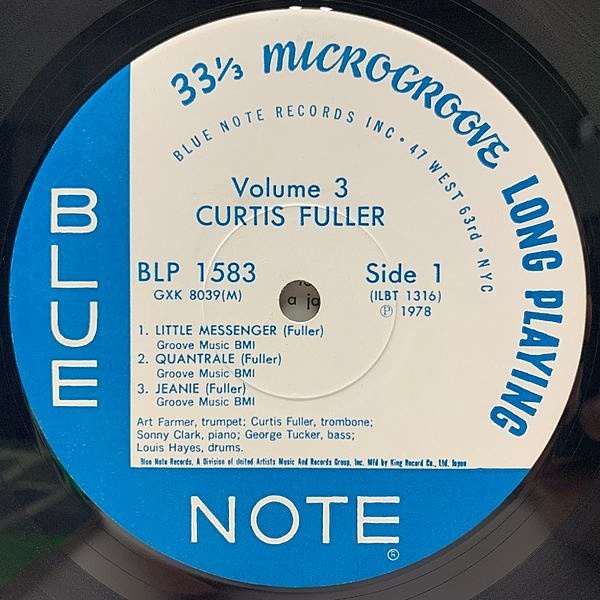 33⅓ MICROGROOVE LONG PLAYING
BLUE NOTE RECORDS INC • 47 WEST 63rd • NYC
Volume 3
CURTIS FULLER
BLP 1583
Side 1
GXK 8039(M)
(ILBT 1316)
Ⓟ 1978
a jo
1. LITTLE MESSENGER (Fuller)
Groove Music BMI
2. QUANTRALE (Fuller)
Groove Music BMI
3. JEANIE (Fuller)
Groove Music BMI
Art Farmer, trumpet; Curtis Fuller, trombone;
Sonny Clark, piano; George Tucker, bass;
Louis Hayes, drums.
Blue Note Records, A Division of United Artists Music And Records Group, Inc. Mfd by King Record Co., Ltd. Japan
BLUE
NOTE
®